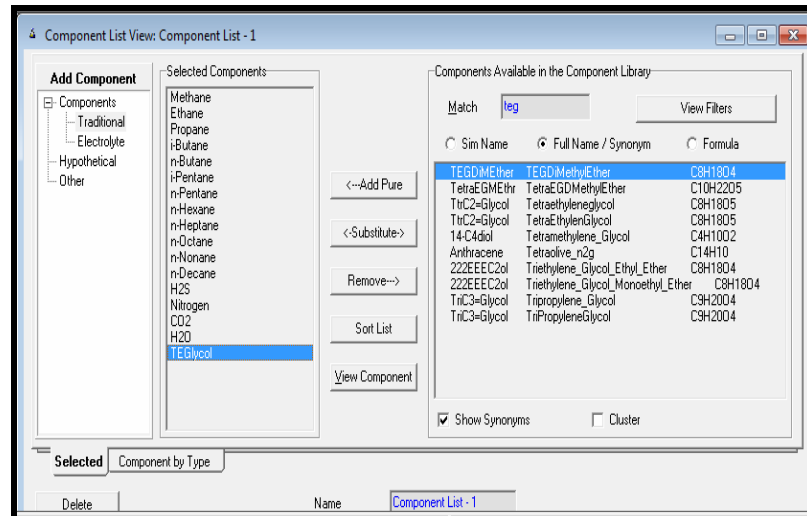 Component List View: Component List - 1
Add Component
Components
Traditional
Electrolyte
Hypothetical
Other
Selected Components
Methane
Ethane
Propane
i-Butane
n-Butane
i-Pentane
n-Pentane
n-Hexane
n-Heptane
n-Octane
n-Nonane
n-Decane
H2S
Nitrogen
CO2
H2O
TEGlycol
<---Add Pure
<-Substitute->
Remove--->
Sort List
View Component
Components Available in the Component Library
Match teg View Filters
Sim Name Full Name / Synonym Formula
TEGDiMEther TEGDiMethylEther C8H18O4
TetraEGMEthr TetraEGDMethylEther C10H22O5
TtrC2=Glycol Tetraethyleneglycol C8H18O5
TtrC2=Glycol TetraEthylenGlycol C8H18O5
14-C4diol Tetramethylene_Glycol C4H10O2
Anthracene Tetraolive_n2g C14H10
222EEEC2ol Triethylene_Glycol_Ethyl_Ether C8H18O4
222EEEC2ol Triethylene_Glycol_Monoethyl_Ether C8H18O4
TriC3=Glycol Tripropylene_Glycol C9H20O4
TriC3=Glycol TriPropyleneGlycol C9H20O4
Show Synonyms Cluster
Selected Component by Type
Delete Name Component List - 1